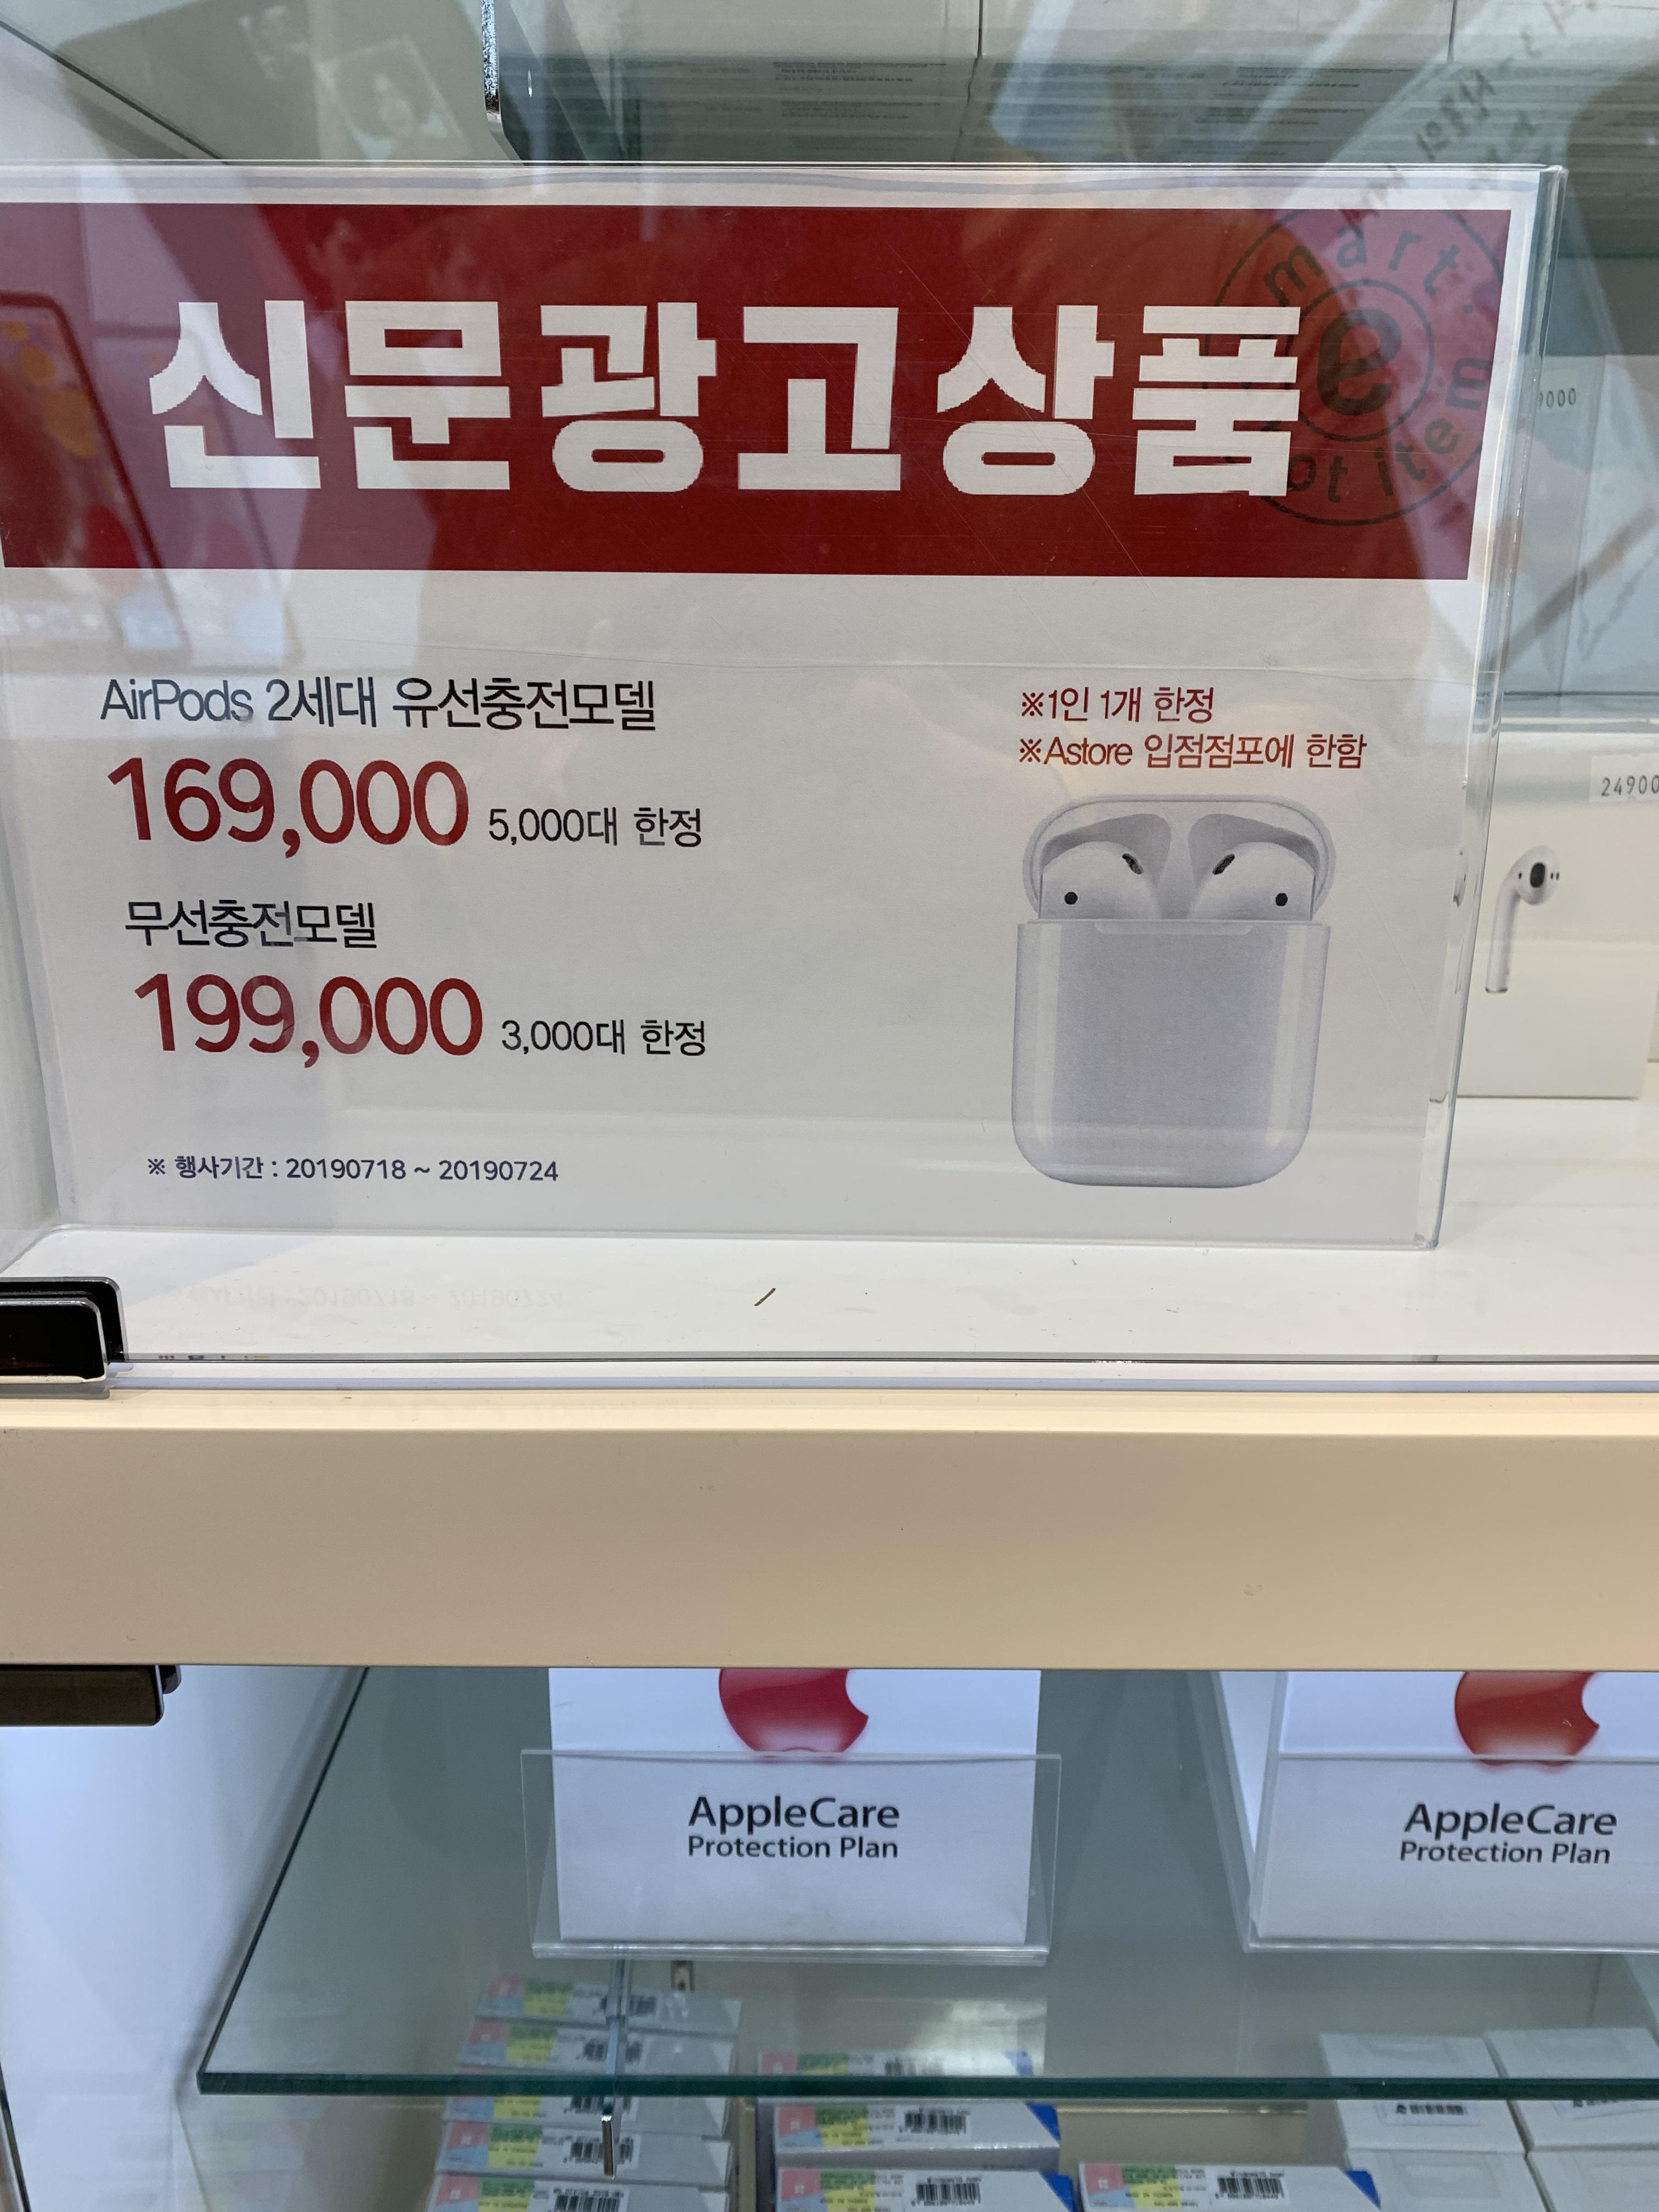 신문광고상품
mart
e
AirPods 2세대 유선충전모델
169,000 5,000대 한정
무선충전모델
199,000 3,000대 한정
※1인 1개 한정
※Astore 입점점포에 한함
※ 행사기간 : 20190718 ~ 20190724
9000
24900
AppleCare
Protection Plan
AppleCare
Protection Plan